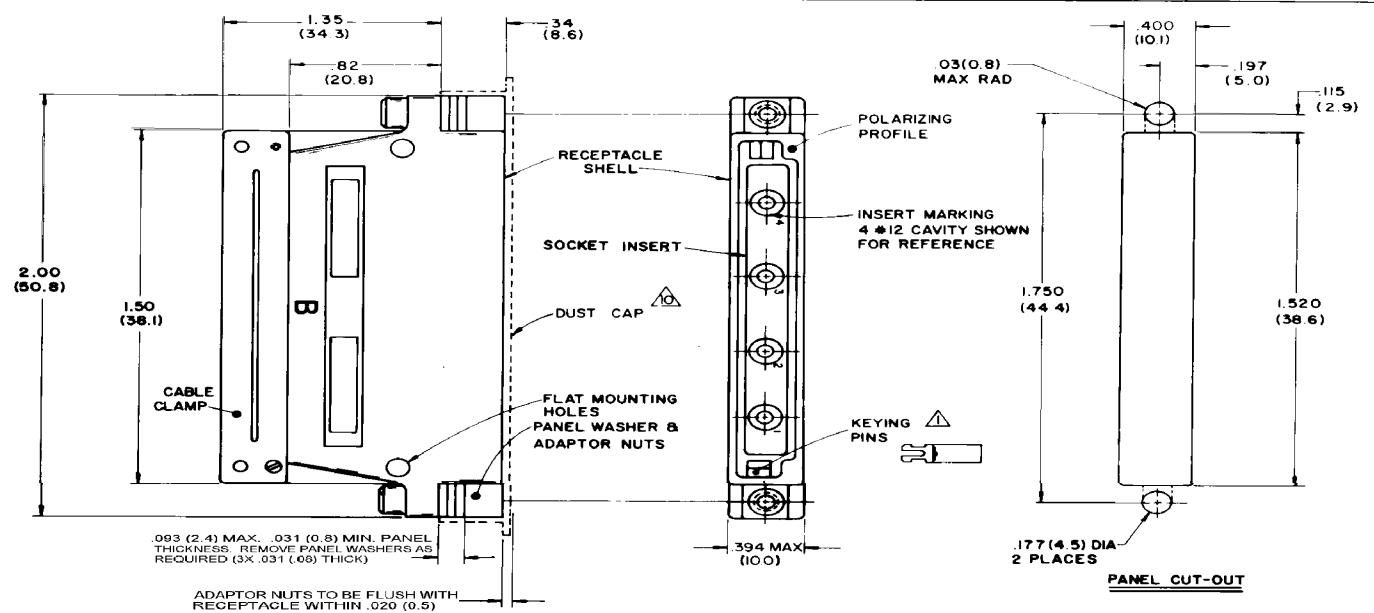 1.35
(34.3)
.34
(8.6)
.82
(20.8)
.400
(10.1)
.03(0.8)
MAX RAD
.197
(5.0)
.115
(2.9)
POLARIZING
PROFILE
RECEPTACLE
SHELL
4
INSERT MARKING
4 #12 CAVITY SHOWN
FOR REFERENCE
SOCKET INSERT
2.00
(50.8)
1.50
(38.1)
B
3
10
DUST CAP
1.750
(44.4)
1.520
(38.6)
2
CABLE
CLAMP
FLAT MOUNTING
HOLES
PANEL WASHER &
ADAPTOR NUTS
1
KEYING
PINS
1
.093 (2.4) MAX. .031 (0.8) MIN. PANEL
THICKNESS. REMOVE PANEL WASHERS AS
REQUIRED (3X .031 (.08) THICK)
.394 MAX
(10.0)
.177(4.5) DIA
2 PLACES
PANEL CUT-OUT
ADAPTOR NUTS TO BE FLUSH WITH
RECEPTACLE WITHIN .020 (0.5)